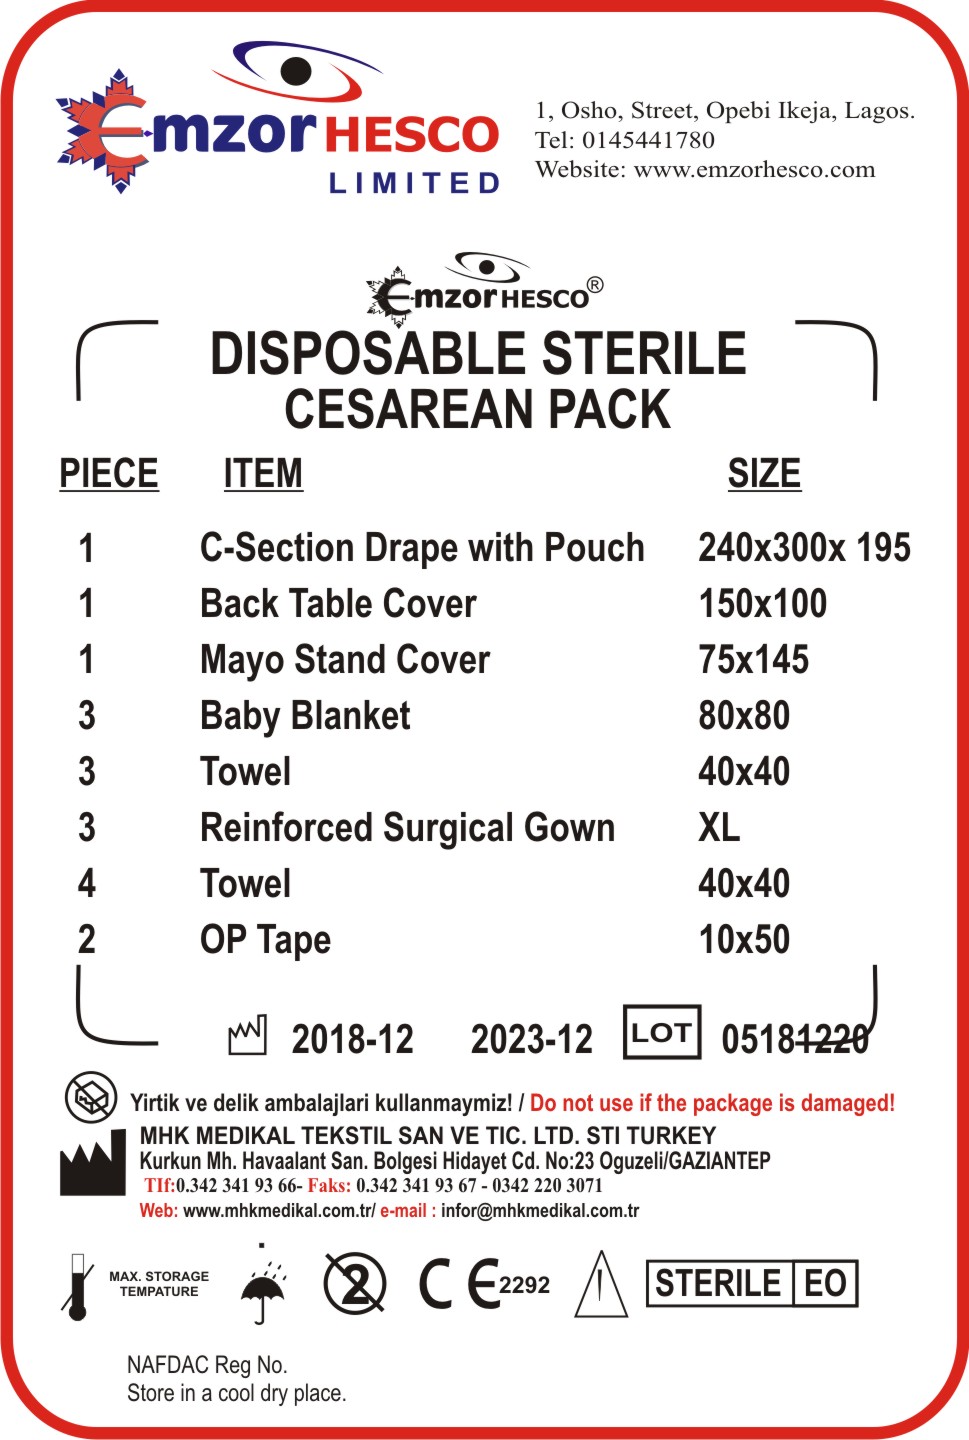 Emzor HESCO
LIMITED
1, Osho, Street, Opebi Ikeja, Lagos.
Tel: 0145441780
Website: www.emzorhesco.com
Emzor HESCO®
DISPOSABLE STERILE
CESAREAN PACK
PIECE ITEM SIZE
1 C-Section Drape with Pouch 240x300x 195
1 Back Table Cover 150x100
1 Mayo Stand Cover 75x145
3 Baby Blanket 80x80
3 Towel 40x40
3 Reinforced Surgical Gown XL
4 Towel 40x40
2 OP Tape 10x50
2018-12 2023-12 LOT 05181220
Yirtik ve delik ambalajlari kullanmaymiz! / Do not use if the package is damaged!
MHK MEDIKAL TEKSTIL SAN VE TIC. LTD. STI TURKEY
Kurkun Mh. Havaalant San. Bolgesi Hidayet Cd. No:23 Oguzeli/GAZIANTEP
TIf:0.342 341 93 66- Faks: 0.342 341 93 67 - 0342 220 3071
Web: www.mhkmedikal.com.tr/ e-mail : infor@mhkmedikal.com.tr
MAX. STORAGE
TEMPATURE
2
CE 2292
STERILE EO
NAFDAC Reg No.
Store in a cool dry place.